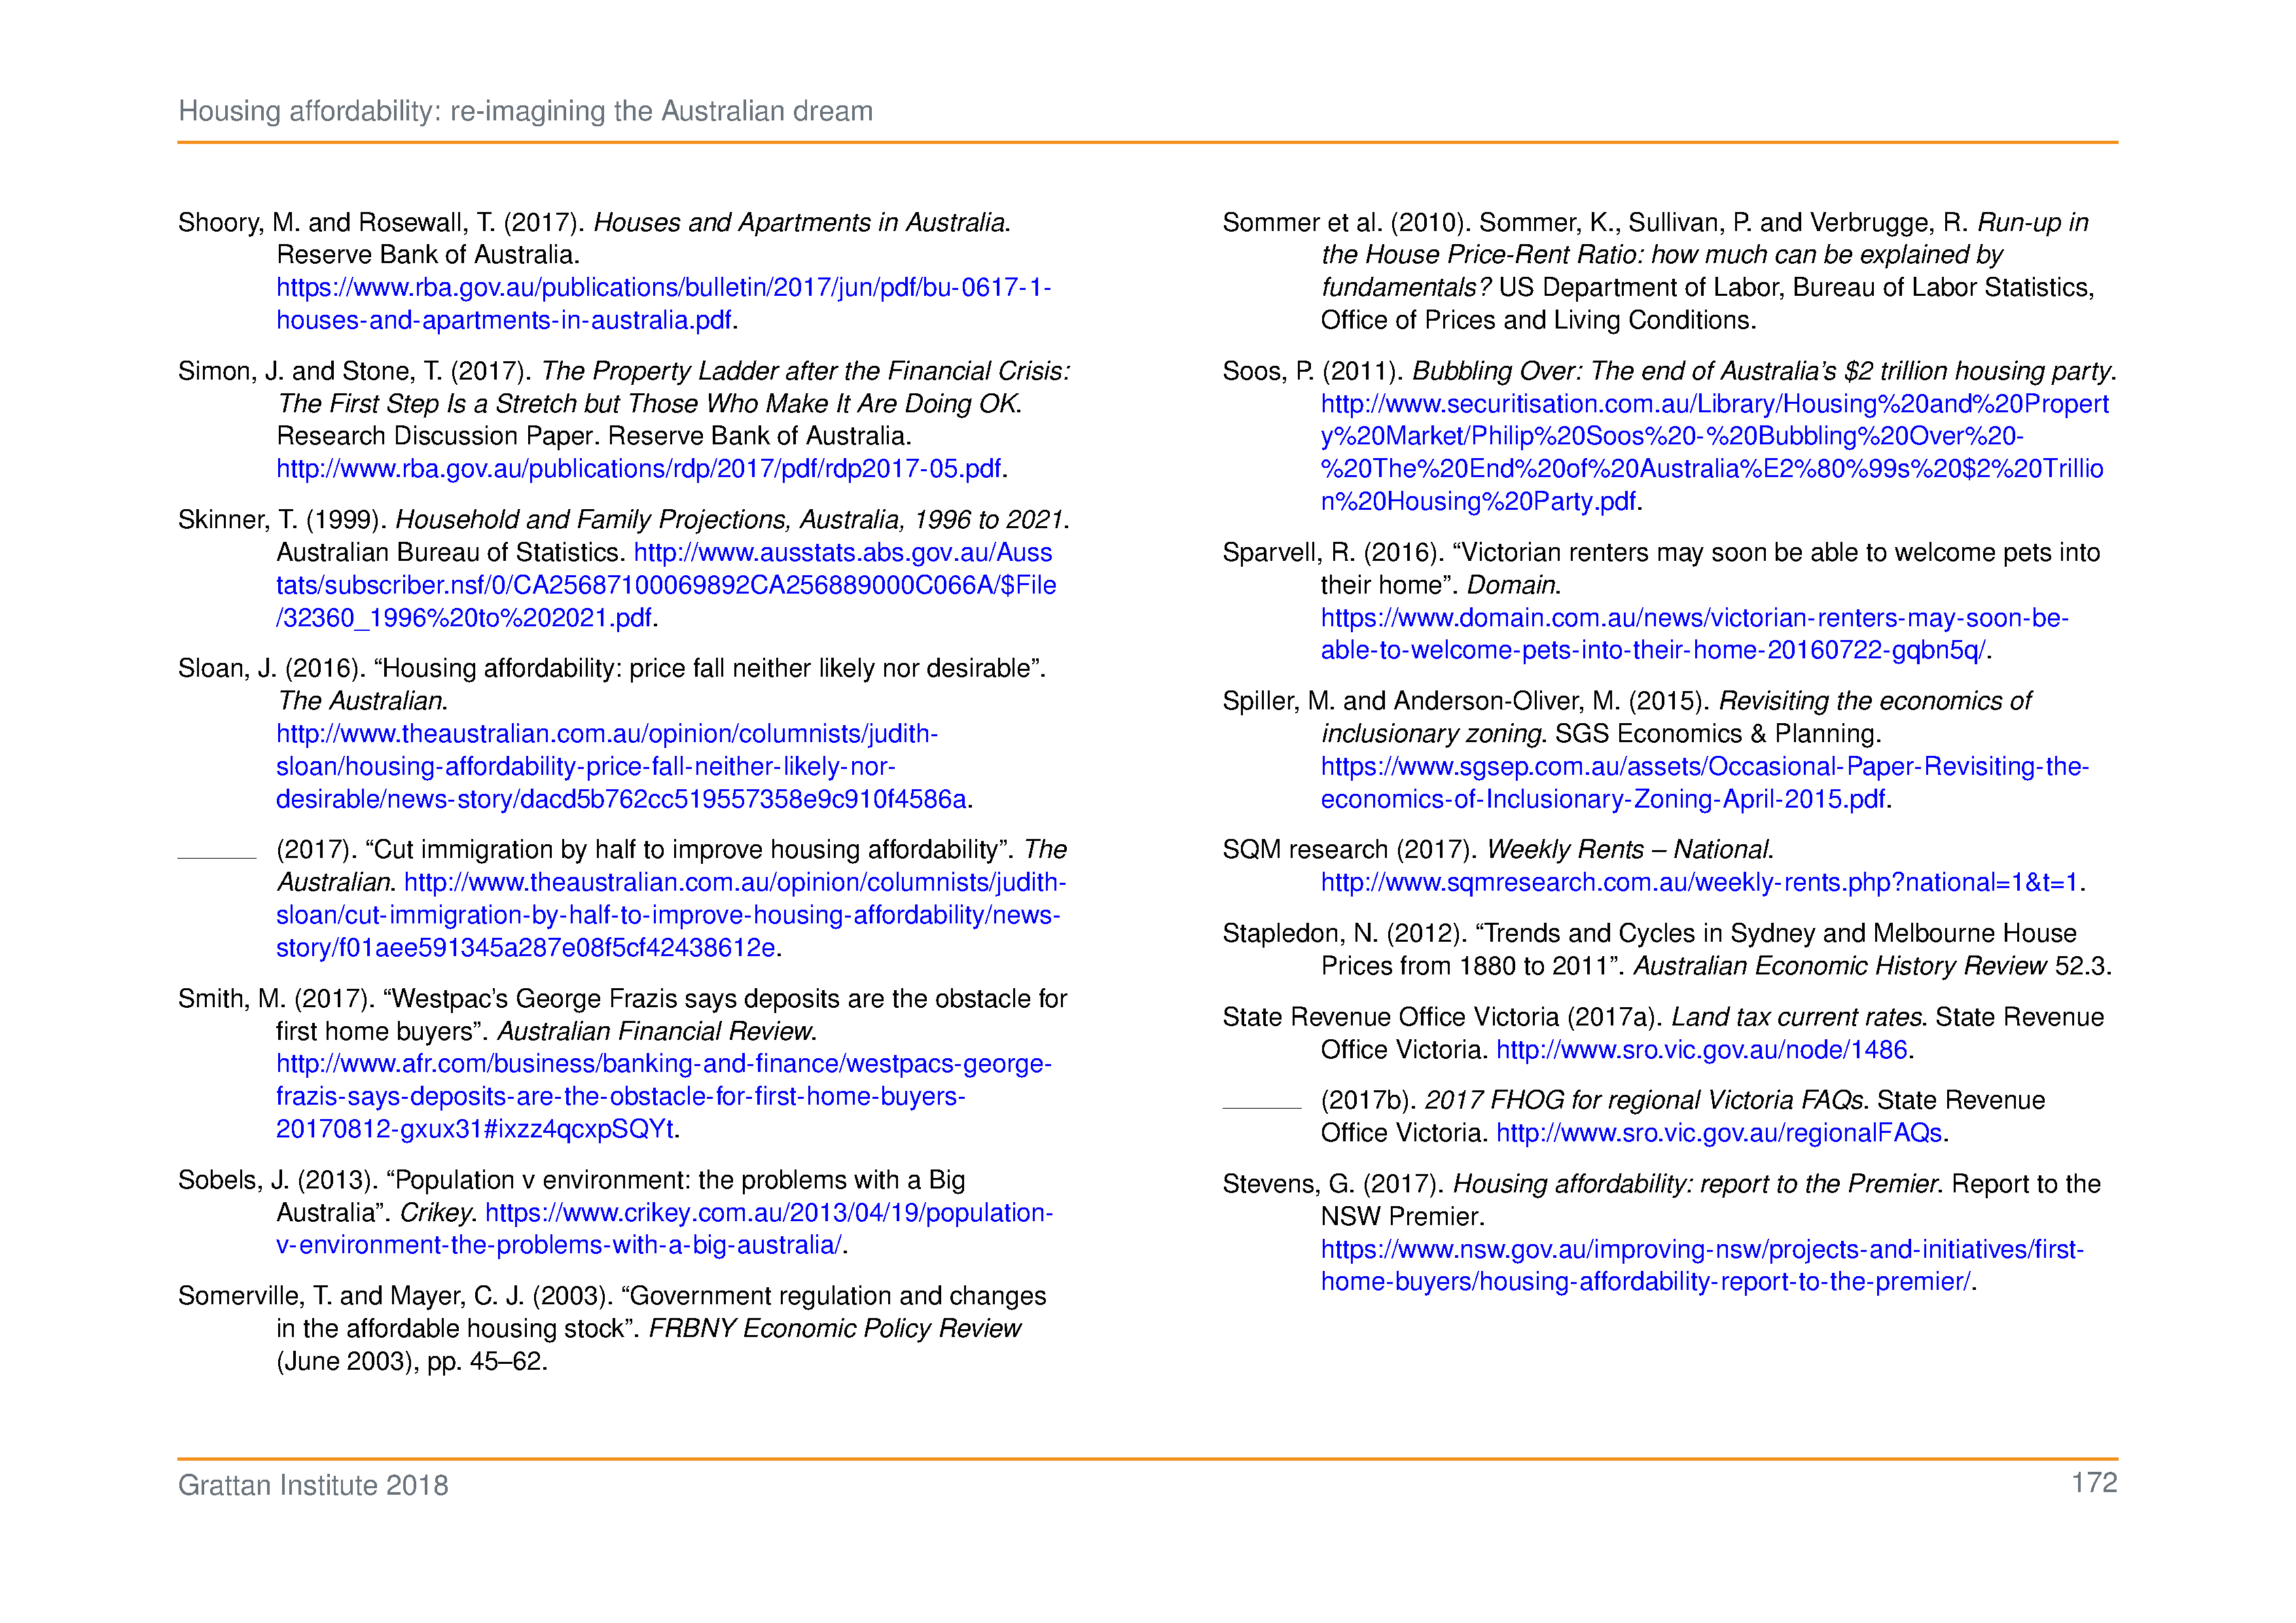 Housing affordability: re-imagining the Australian dream
Shoory, M. and Rosewall, T. (2017). Houses and Apartments in Australia.
Reserve Bank of Australia.
https://www.rba.gov.au/publications/bulletin/2017/jun/pdf/bu-0617-1-
houses-and-apartments-in-australia.pdf.
Simon, J. and Stone, T. (2017). The Property Ladder after the Financial Crisis:
The First Step Is a Stretch but Those Who Make It Are Doing OK.
Research Discussion Paper. Reserve Bank of Australia.
http://www.rba.gov.au/publications/rdp/2017/pdf/rdp2017-05.pdf.
Skinner, T. (1999). Household and Family Projections, Australia, 1996 to 2021.
Australian Bureau of Statistics. http://www.ausstats.abs.gov.au/Auss
tats/subscriber.nsf/0/CA25687100069892CA256889000C066A/$File
/32360_1996%20to%202021.pdf.
Sloan, J. (2016). “Housing affordability: price fall neither likely nor desirable”.
The Australian.
http://www.theaustralian.com.au/opinion/columnists/judith-
sloan/housing-affordability-price-fall-neither-likely-nor-
desirable/news-story/dacd5b762cc519557358e9c910f4586a.
(2017). “Cut immigration by half to improve housing affordability”. The
Australian. http://www.theaustralian.com.au/opinion/columnists/judith-
sloan/cut-immigration-by-half-to-improve-housing-affordability/news-
story/f01aee591345a287e08f5cf42438612e.
Smith, M. (2017). “Westpac’s George Frazis says deposits are the obstacle for
first home buyers”. Australian Financial Review.
http://www.afr.com/business/banking-and-finance/westpacs-george-
frazis-says-deposits-are-the-obstacle-for-first-home-buyers-
20170812-gxux31#ixzz4qcxpSQYt.
Sobels, J. (2013). “Population v environment: the problems with a Big
Australia”. Crikey. https://www.crikey.com.au/2013/04/19/population-
v-environment-the-problems-with-a-big-australia/.
Somerville, T. and Mayer, C. J. (2003). “Government regulation and changes
in the affordable housing stock”. FRBNY Economic Policy Review
(June 2003), pp. 45–62.
Sommer et al. (2010). Sommer, K., Sullivan, P. and Verbrugge, R. Run-up in
the House Price-Rent Ratio: how much can be explained by
fundamentals? US Department of Labor, Bureau of Labor Statistics,
Office of Prices and Living Conditions.
Soos, P. (2011). Bubbling Over: The end of Australia’s $2 trillion housing party.
http://www.securitisation.com.au/Library/Housing%20and%20Propert
y%20Market/Philip%20Soos%20-%20Bubbling%20Over%20-
%20The%20End%20of%20Australia%E2%80%99s%20$2%20Trillio
n%20Housing%20Party.pdf.
Sparvell, R. (2016). “Victorian renters may soon be able to welcome pets into
their home”. Domain.
https://www.domain.com.au/news/victorian-renters-may-soon-be-
able-to-welcome-pets-into-their-home-20160722-gqbn5q/.
Spiller, M. and Anderson-Oliver, M. (2015). Revisiting the economics of
inclusionary zoning. SGS Economics & Planning.
https://www.sgsep.com.au/assets/Occasional-Paper-Revisiting-the-
economics-of-Inclusionary-Zoning-April-2015.pdf.
SQM research (2017). Weekly Rents – National.
http://www.sqmresearch.com.au/weekly-rents.php?national=1&t=1.
Stapledon, N. (2012). “Trends and Cycles in Sydney and Melbourne House
Prices from 1880 to 2011”. Australian Economic History Review 52.3.
State Revenue Office Victoria (2017a). Land tax current rates. State Revenue
Office Victoria. http://www.sro.vic.gov.au/node/1486.
(2017b). 2017 FHOG for regional Victoria FAQs. State Revenue
Office Victoria. http://www.sro.vic.gov.au/regionalFAQs.
Stevens, G. (2017). Housing affordability: report to the Premier. Report to the
NSW Premier.
https://www.nsw.gov.au/improving-nsw/projects-and-initiatives/first-
home-buyers/housing-affordability-report-to-the-premier/.
Grattan Institute 2018
172